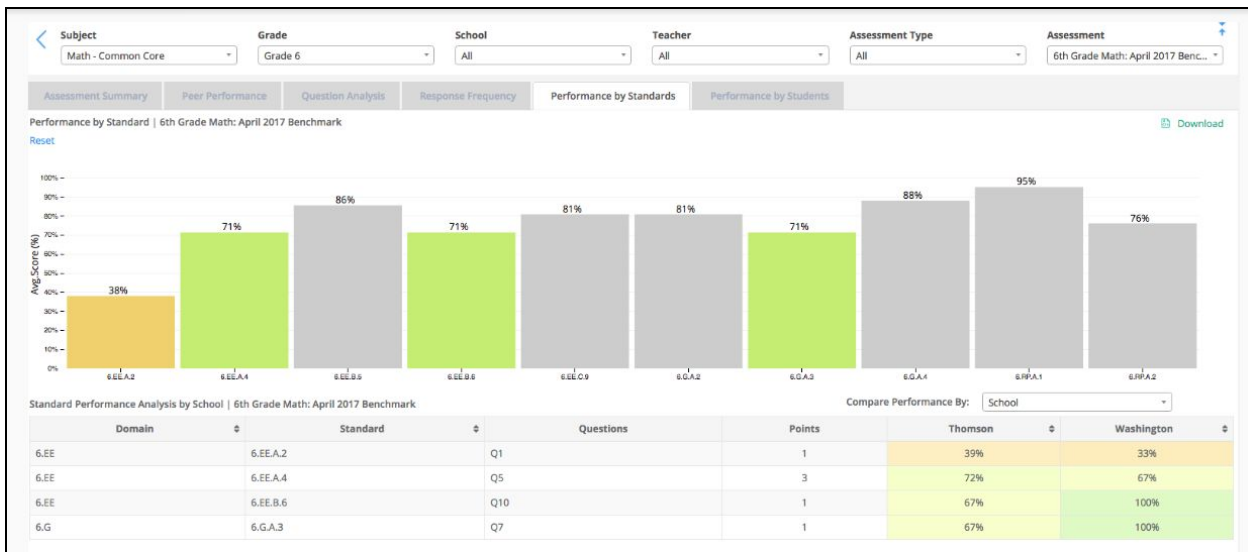 Subject Grade School Teacher Assessment Type Assessment
Math - Common Core Grade 6 All All All 6th Grade Math: April 2017 Benc...
Assessment Summary Peer Performance Question Analysis Response Frequency Performance by Standards Performance by Students
Performance by Standard | 6th Grade Math: April 2017 Benchmark Download
Reset
Avg.Score (%)
100%
90%
80%
70%
60%
50%
40%
30%
20%
10%
0%
38% 71% 86% 71% 81% 81% 71% 88% 95% 76%
6.EE.A.2 6.EE.A.4 6.EE.B.5 6.EE.B.6 6.EE.C.9 6.G.A.2 6.G.A.3 6.G.A.4 6.RP.A.1 6.RP.A.2
Standard Performance Analysis by School | 6th Grade Math: April 2017 Benchmark Compare Performance By: School
Domain Standard Questions Points Thomson Washington
6.EE 6.EE.A.2 Q1 1 39% 33%
6.EE 6.EE.A.4 Q5 3 72% 67%
6.EE 6.EE.B.6 Q10 1 67% 100%
6.G 6.G.A.3 Q7 1 67% 100%